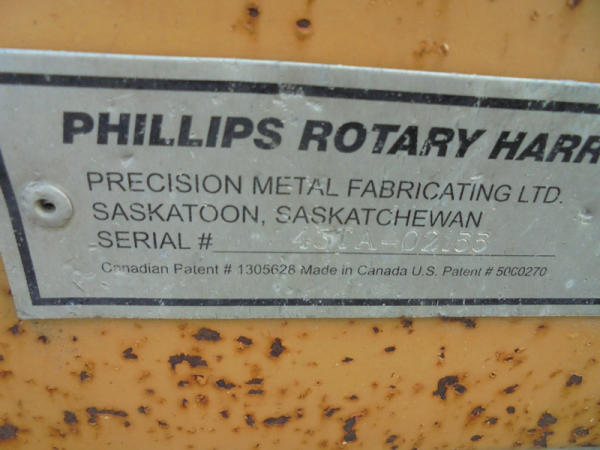 PHILLIPS ROTARY HARR
PRECISION METAL FABRICATING LTD.
SASKATOON, SASKATCHEWAN
SERIAL #
Canadian Patent # 1305628 Made in Canada U.S. Patent # 5060270